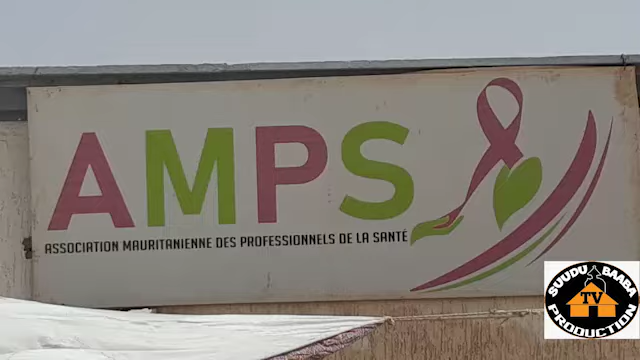 AMPS
ASSOCIATION MAURITANIENNE DES PROFESSIONNELS DE LA SANTÉ
SUUDU BAABA
TV
PRODUCTION